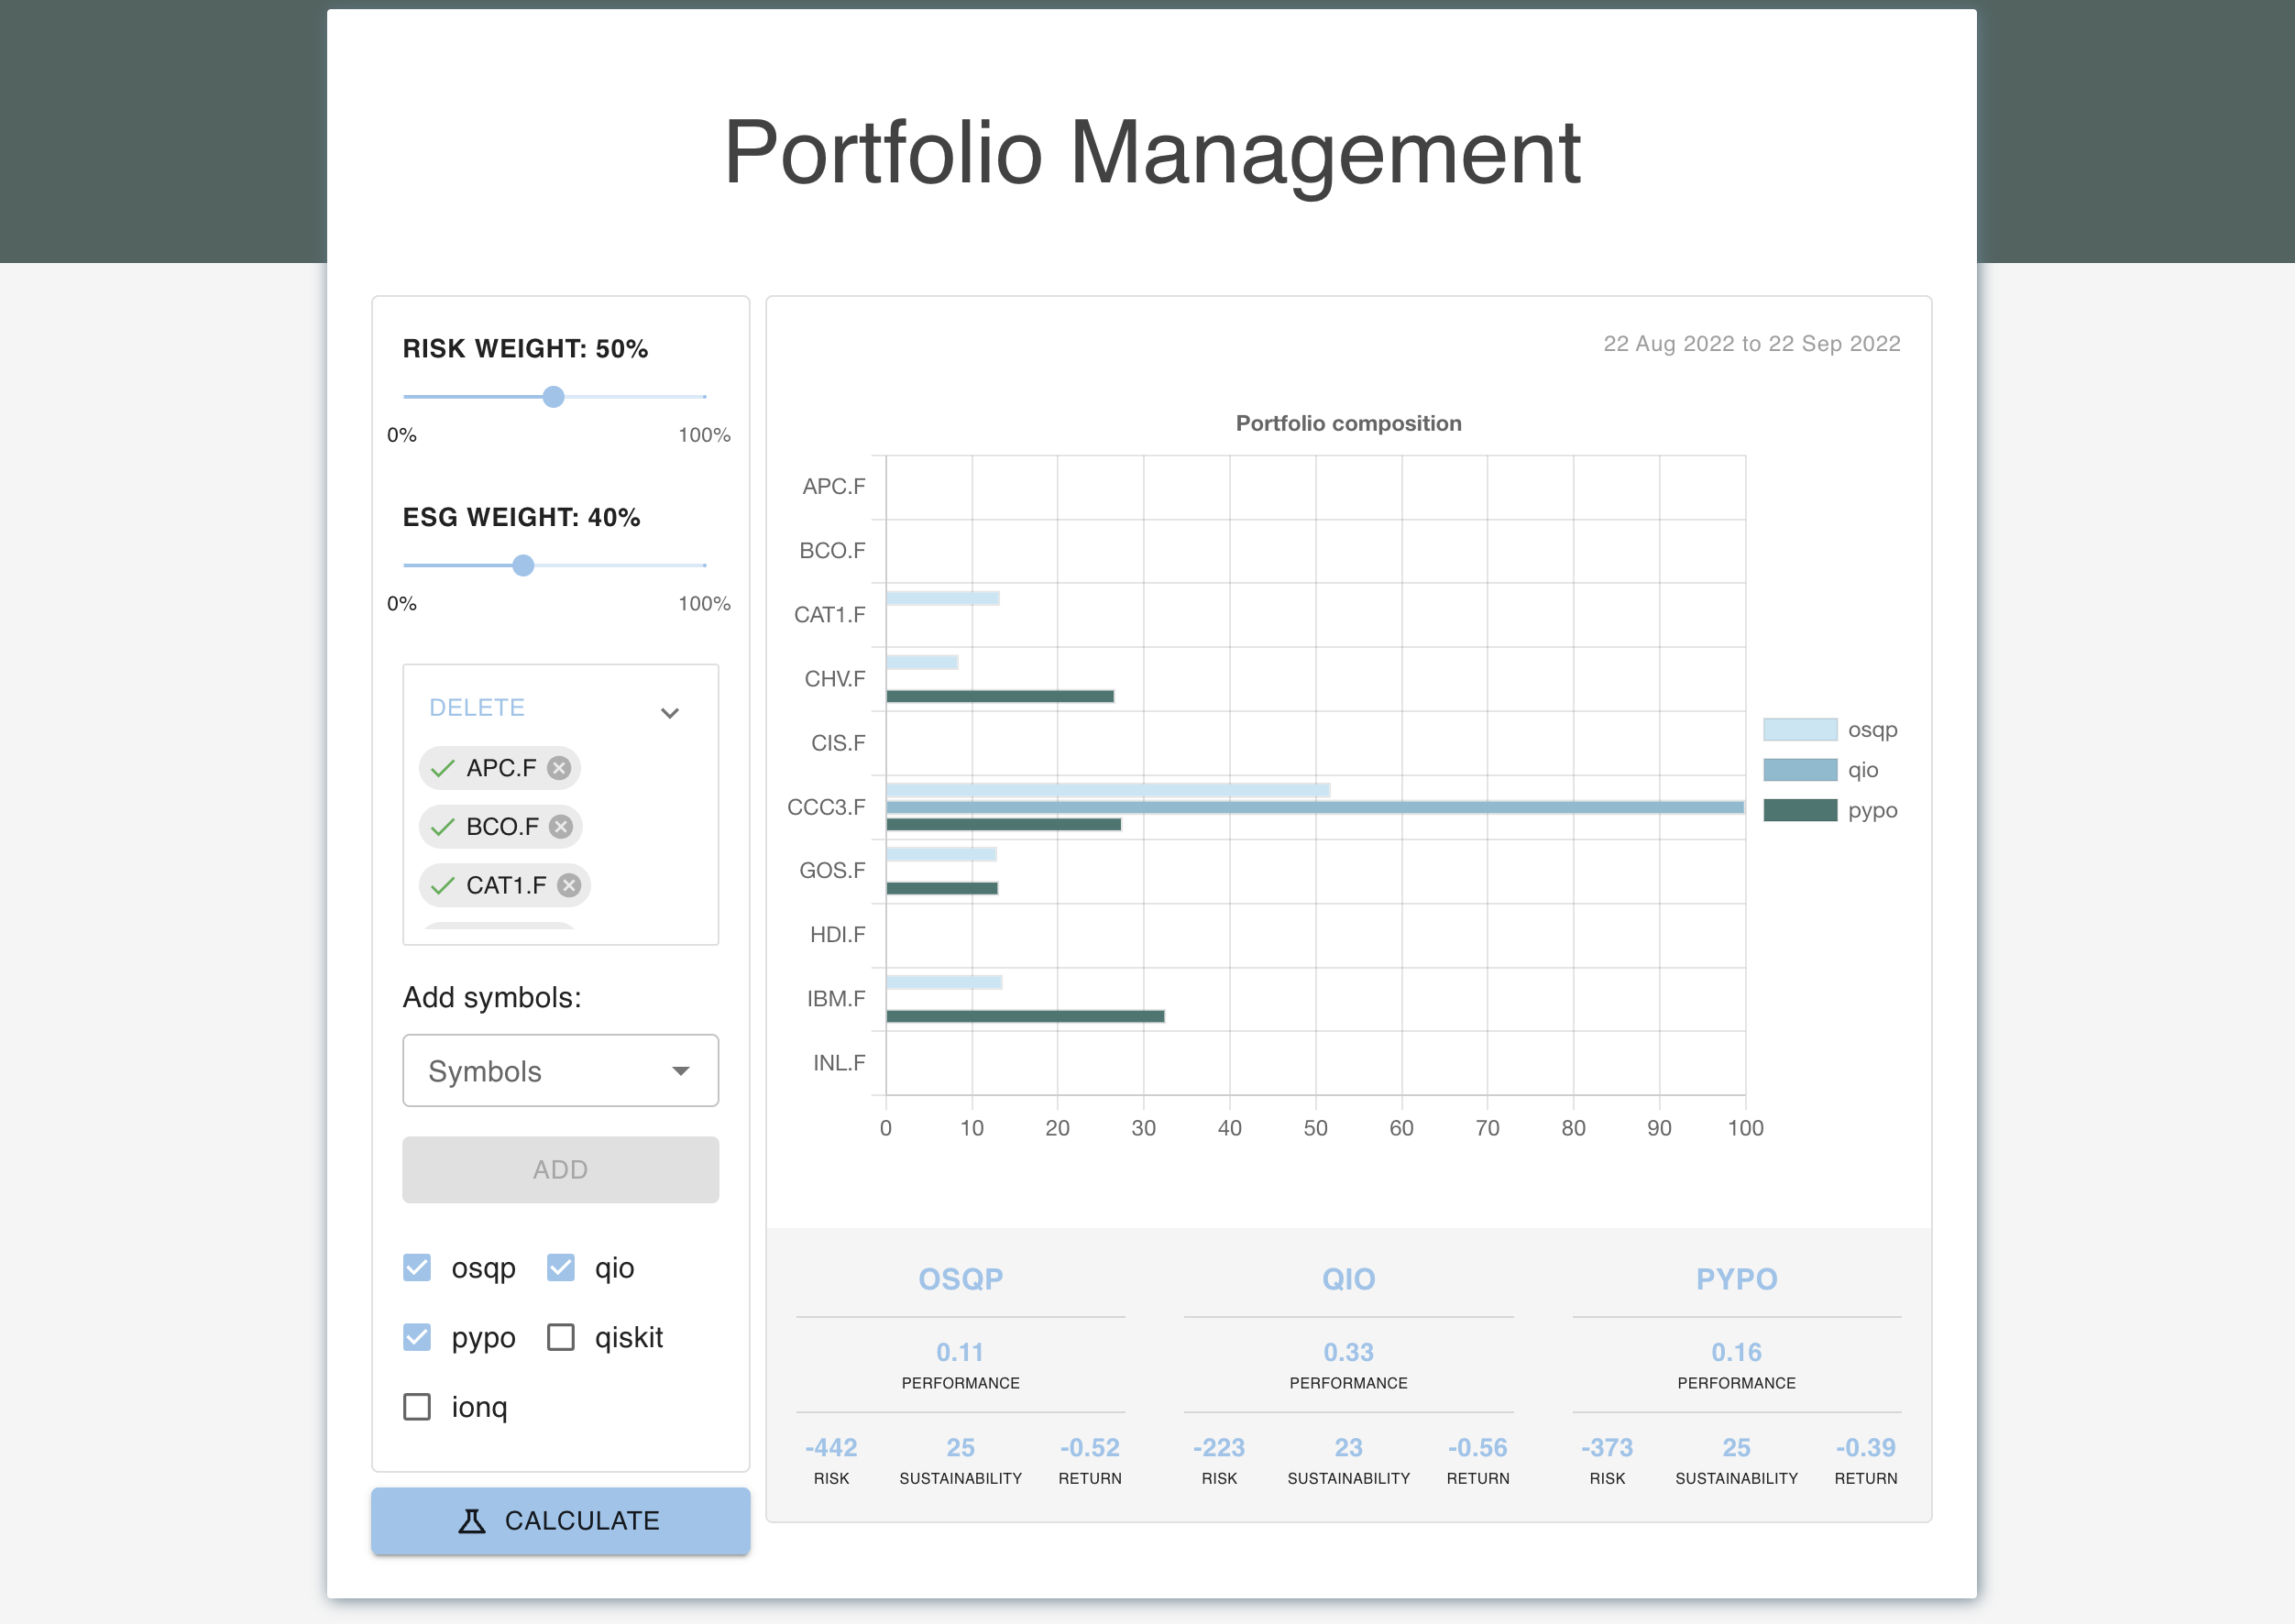 Portfolio Management
RISK WEIGHT: 50%
0% 100%
ESG WEIGHT: 40%
0% 100%
DELETE
APC.F
BCO.F
CAT1.F
Add symbols:
Symbols
ADD
osqp qio
pypo qiskit
ionq
CALCULATE
22 Aug 2022 to 22 Sep 2022
Portfolio composition
APC.F
BCO.F
CAT1.F
CHV.F
CIS.F
CCC3.F
GOS.F
HDI.F
IBM.F
INL.F
0 10 20 30 40 50 60 70 80 90 100
osqp
qio
pypo
OSQP
0.11
PERFORMANCE
-442 25 -0.52
RISK SUSTAINABILITY RETURN
QIO
0.33
PERFORMANCE
-223 23 -0.56
RISK SUSTAINABILITY RETURN
PYPO
0.16
PERFORMANCE
-373 25 -0.39
RISK SUSTAINABILITY RETURN